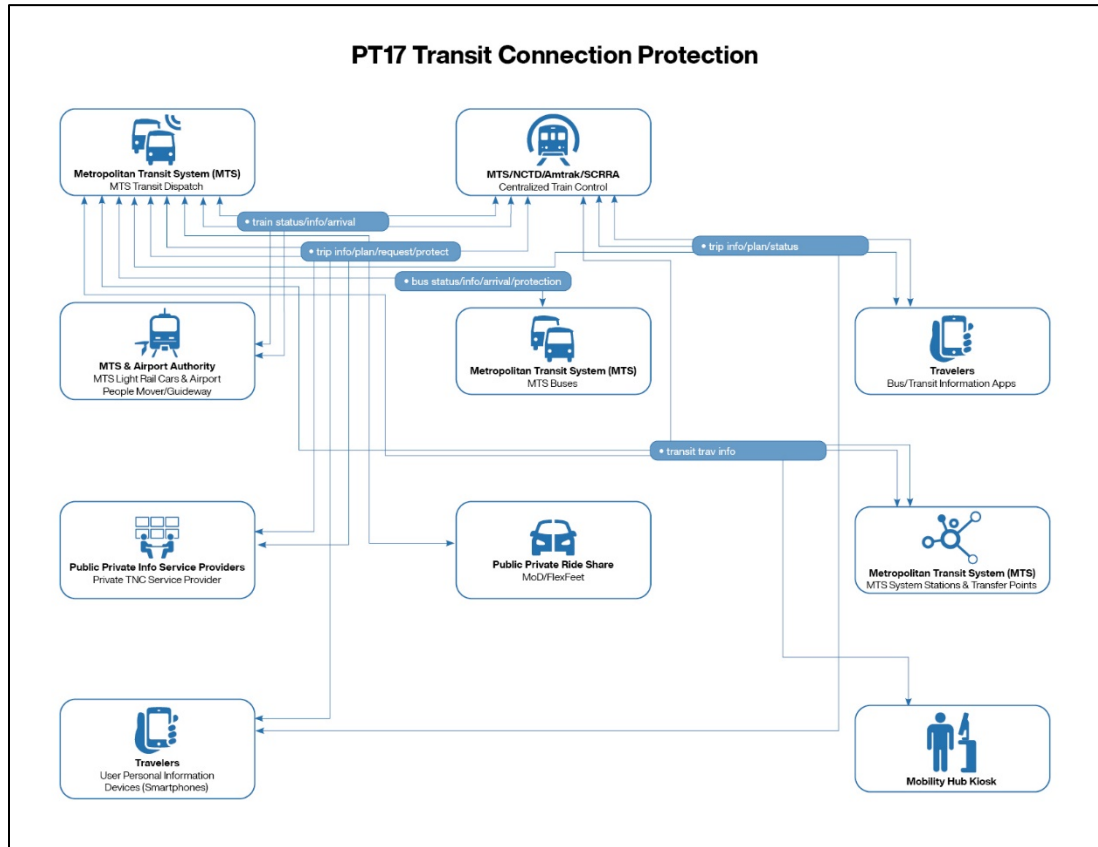 PT17 Transit Connection Protection
Metropolitan Transit System (MTS)
MTS Transit Dispatch
MTS/NCTD/Amtrak/SCRRA
Centralized Train Control
• train status/info/arrival
• trip info/plan/request/protect
• trip info/plan/status
• bus status/info/arrival/protection
MTS & Airport Authority
MTS Light Rail Cars & Airport
People Mover/Guideway
Metropolitan Transit System (MTS)
MTS Buses
Travelers
Bus/Transit Information Apps
• transit trav info
Public Private Info Service Providers
Private TNC Service Provider
Public Private Ride Share
MoD/FlexFeet
Metropolitan Transit System (MTS)
MTS System Stations & Transfer Points
Travelers
User Personal Information
Devices (Smartphones)
Mobility Hub Kiosk